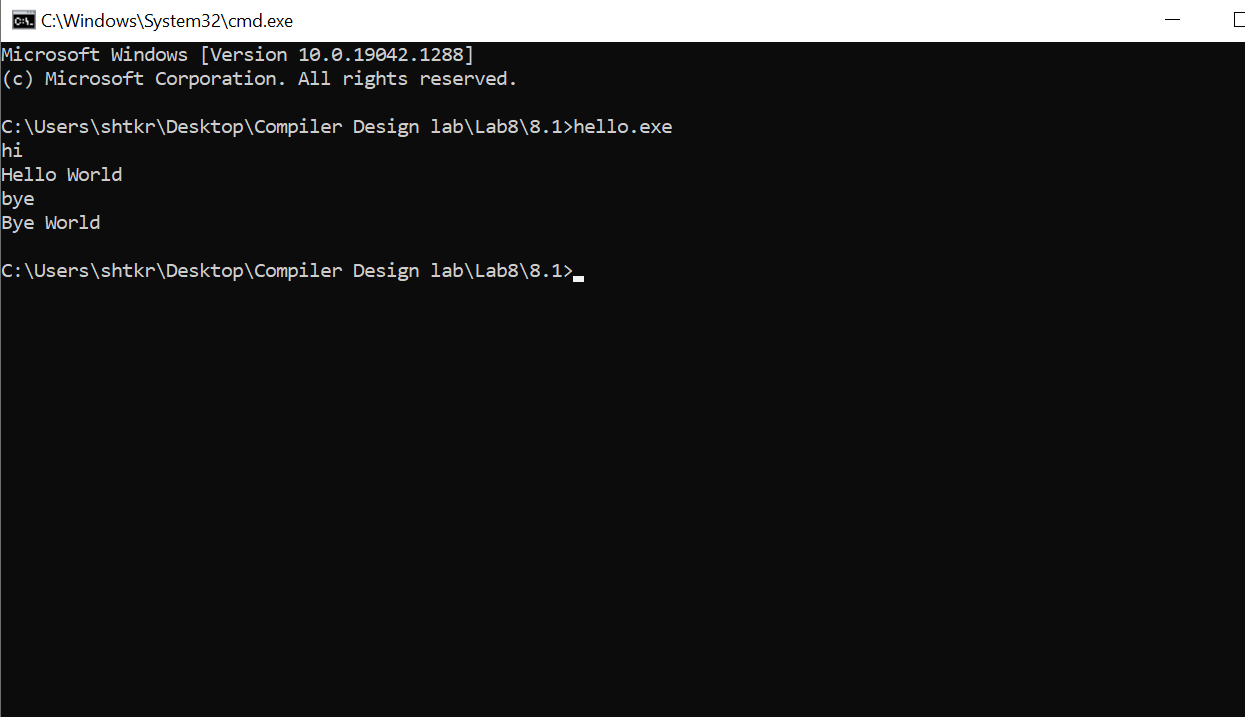 C:\Windows\System32\cmd.exe
Microsoft Windows [Version 10.0.19042.1288]
(c) Microsoft Corporation. All rights reserved.
C:\Users\shtkr\Desktop\Compiler Design lab\Lab8\8.1>hello.exe
hi
Hello World
bye
Bye World
C:\Users\shtkr\Desktop\Compiler Design lab\Lab8\8.1>